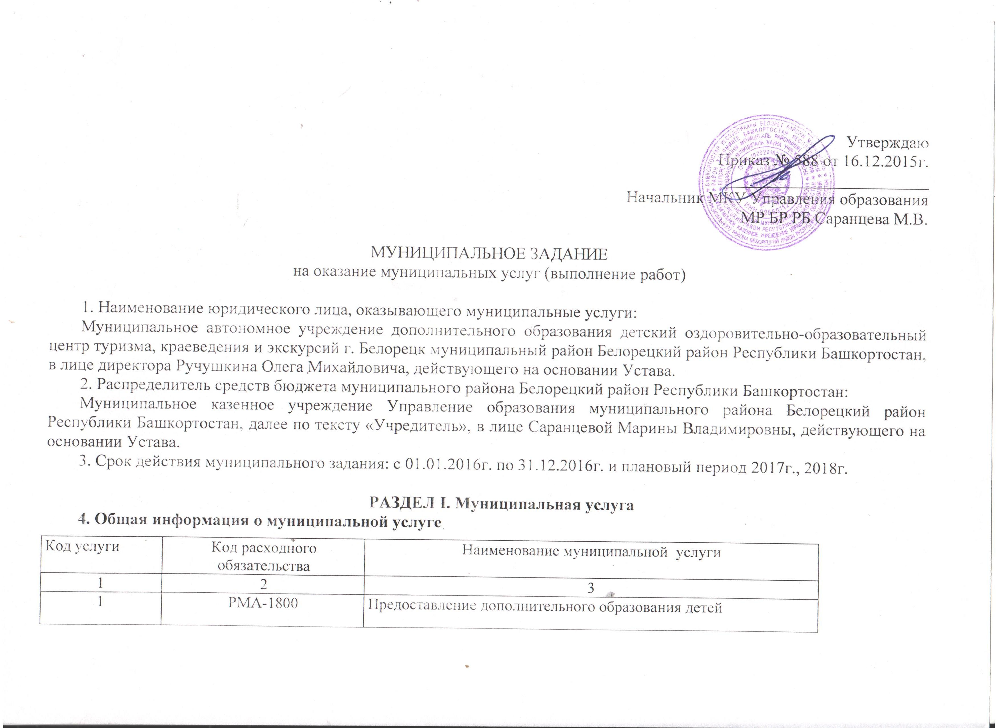 Утверждаю
Приказ № 588 от 16.12.2015г.
Начальник МКУ Управления образования
МР БР РБ Саранцева М.В.
МУНИЦИПАЛЬНОЕ ЗАДАНИЕ
на оказание муниципальных услуг (выполнение работ)
1. Наименование юридического лица, оказывающего муниципальные услуги:
Муниципальное автономное учреждение дополнительного образования детский оздоровительно-образовательный
центр туризма, краеведения и экскурсий г. Белорецк муниципальный район Белорецкий район Республики Башкортостан,
в лице директора Ручушкина Олега Михайловича, действующего на основании Устава.
2. Распределитель средств бюджета муниципального района Белорецкий район Республики Башкортостан:
Муниципальное казенное учреждение Управление образования муниципального района Белорецкий район
Республики Башкортостан, далее по тексту «Учредитель», в лице Саранцевой Марины Владимировны, действующего на
основании Устава.
3. Срок действия муниципального задания: с 01.01.2016г. по 31.12.2016г. и плановый период 2017г., 2018г.
РАЗДЕЛ I. Муниципальная услуга
4. Общая информация о муниципальной услуге
Код услуги
Код расходного
обязательства
Наименование муниципальной услуги
1
2
3
1
РМА-1800
Предоставление дополнительного образования детей